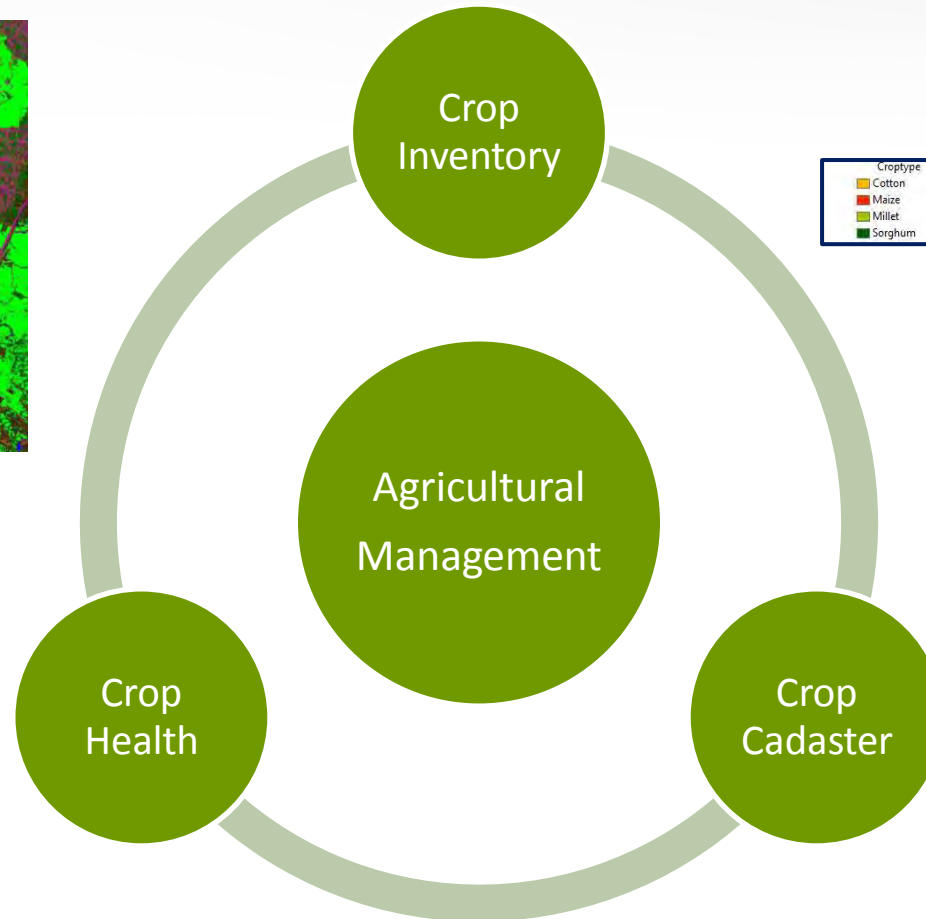 Crop
Inventory
Croptype
Cotton
Maize
Millet
Sorghum
Agricultural
Management
Crop
Health
Crop
Cadaster